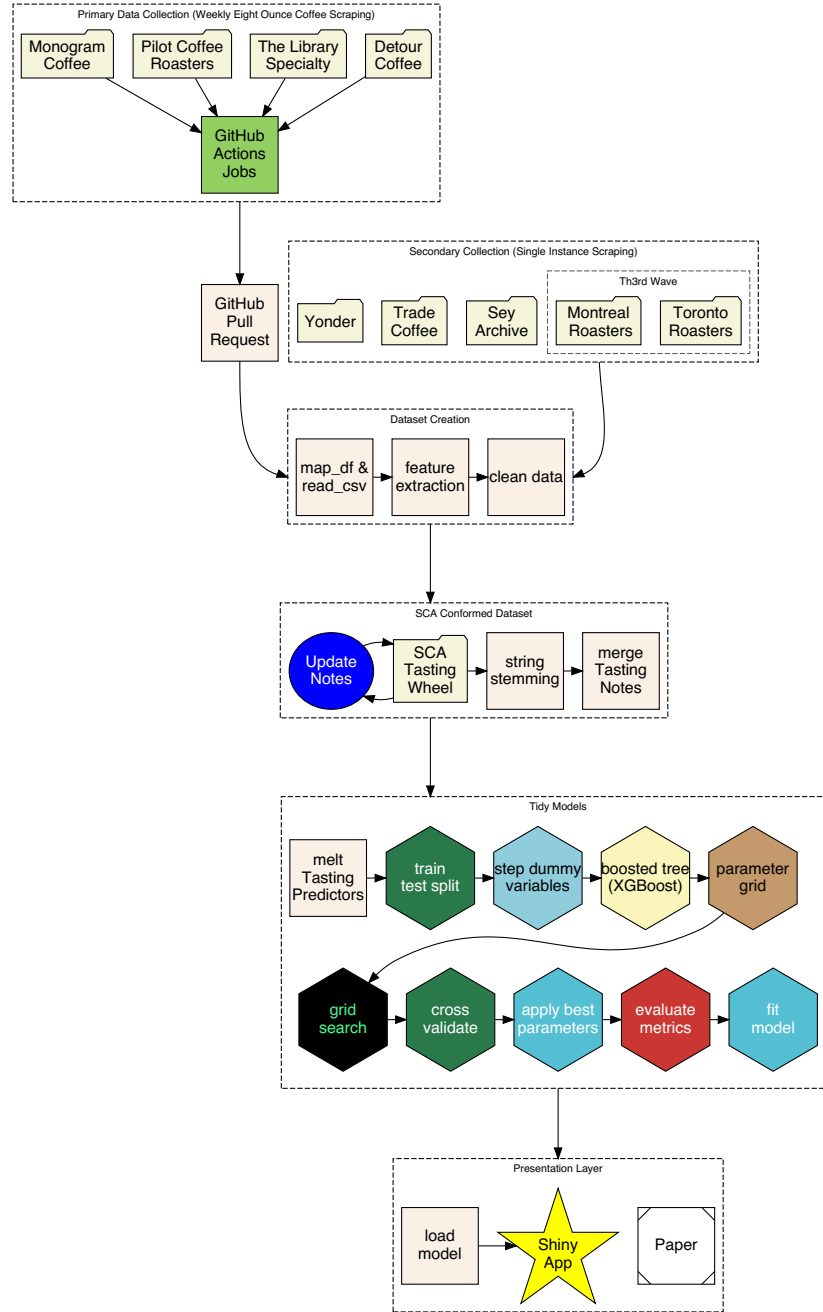 Primary Data Collection (Weekly Eight Ounce Coffee Scraping)
Monogram
Coffee
Pilot Coffee
Roasters
The Library
Specialty
Detour
Coffee
GitHub
Actions
Jobs
Secondary Collection (Single Instance Scraping)
Th3rd Wave
GitHub
Pull
Request
Yonder
Trade
Coffee
Sey
Archive
Montreal
Roasters
Toronto
Roasters
Dataset Creation
map_df &
read_csv
feature
extraction
clean data
SCA Conformed Dataset
Update
Notes
SCA
Tasting
Wheel
string
stemming
merge
Tasting
Notes
Tidy Models
melt
Tasting
Predictors
train
test split
step dummy
variables
boosted tree
(XGBoost)
parameter
grid
grid
search
cross
validate
apply best
parameters
evaluate
metrics
fit
model
Presentation Layer
load
model
Shiny
App
Paper